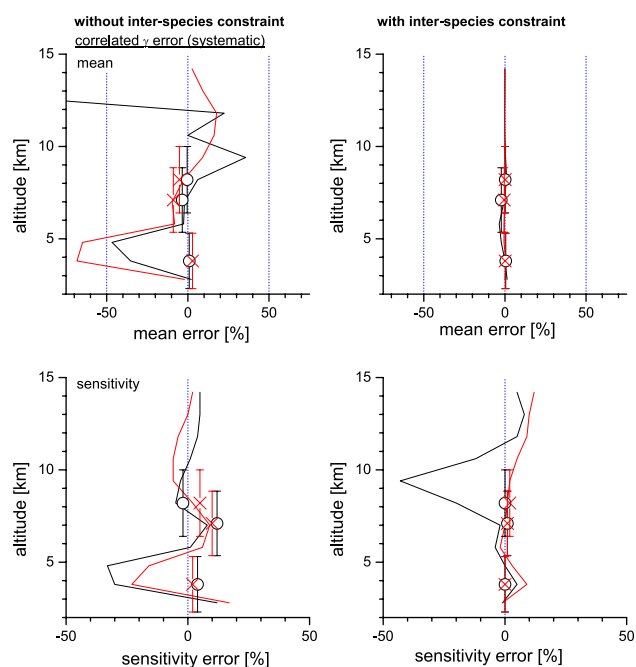 without inter-species constraint
with inter-species constraint
correlated γ error (systematic)
15
mean
10
5
altitude [km]
-50
0
50
mean error [%]
15
10
5
altitude [km]
-50
0
50
mean error [%]
15
sensitivity
10
5
altitude [km]
-50
0
50
sensitivity error [%]
15
10
5
altitude [km]
-50
0
50
sensitivity error [%]